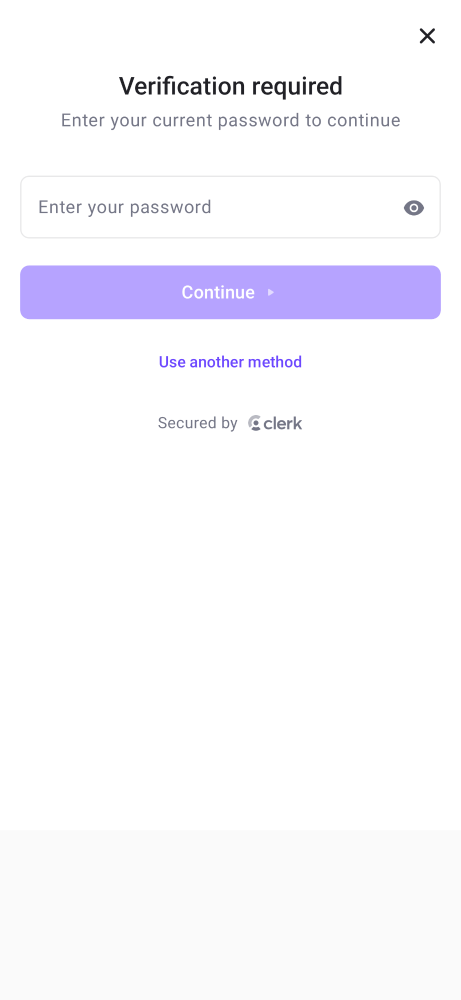 Verification required
Enter your current password to continue
Enter your password
Continue
Use another method
Secured by clerk